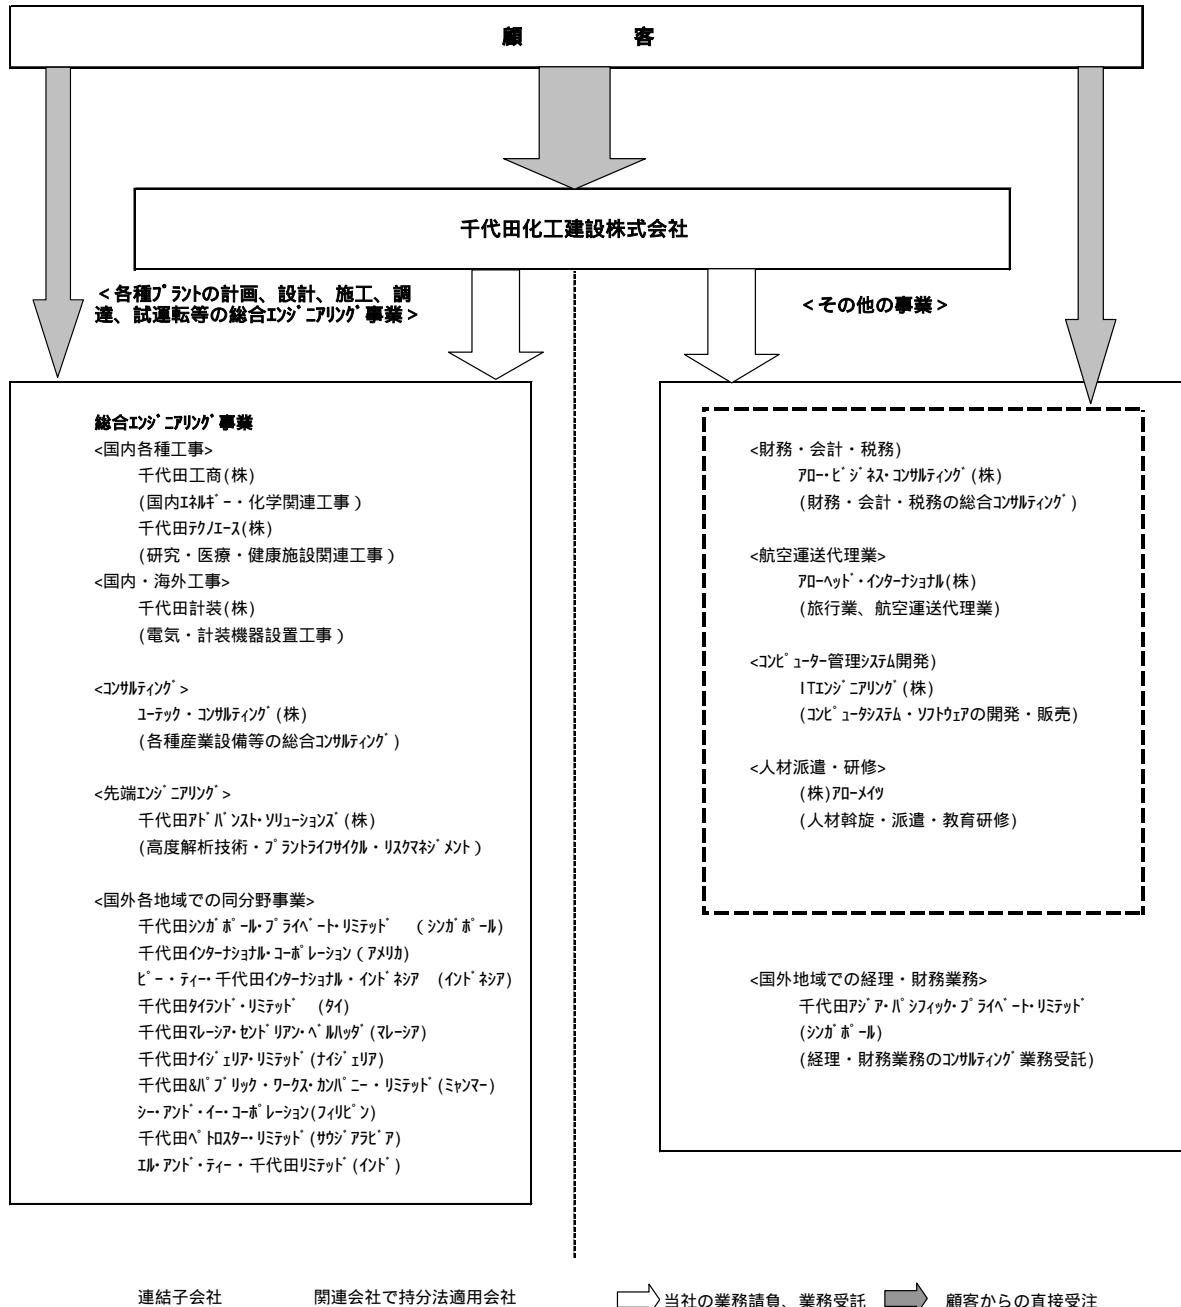 顧 客
千代田化工建設株式会社
<各種プラントの計画、設計、施工、調
達、試運転等の総合エンジニアリング事業>
<その他の事業>
総合エンジニアリング事業
<国内各種工事>
千代田工商(株)
(国内エネルギー・化学関連工事)
千代田テクノエース(株)
(研究・医療・健康施設関連工事)
<国内・海外工事>
千代田計装(株)
(電気・計装機器設置工事)
<コンサルティング>
ユーテック・コンサルティング(株)
(各種産業設備等の総合コンサルティング)
<先端エンジニアリング>
千代田アドバンスト・ソリューションズ(株)
(高度解析技術・プラントライフサイクル・リスクマネジメント)
<国外各地域での同分野事業>
千代田シンガポール・プライベート・リミテッド (シンガポール)
千代田インターナショナル・コーポレーション(アメリカ)
ピー・ティー・千代田インターナショナル・インドネシア (インドネシア)
千代田タイランド・リミテッド (タイ)
千代田マレーシア・センドリアン・ベルハッダ(マレーシア)
千代田ナイジェリア・リミテッド(ナイジェリア)
千代田&パブリック・ワークス・カンパニー・リミテッド(ミャンマー)
シー・アンド・イー・コーポレーション(フィリピン)
千代田ペトロスター・リミテッド(サウジアラビア)
エル・アンド・ティー・千代田リミテッド(インド)
<財務・会計・税務)
アロー・ビジネス・コンサルティング(株)
(財務・会計・税務の総合コンサルティング)
<航空運送代理業>
アローヘッド・インターナショナル(株)
(旅行業、航空運送代理業)
<コンピューター管理システム開発)
ITエンジニアリング(株)
(コンピュータシステム・ソフトウェアの開発・販売)
<人材派遣・研修>
(株)アローメイツ
(人材斡旋・派遣・教育研修)
<国外地域での経理・財務業務>
千代田アジア・パシフィック・プライベート・リミテッド
(シンガポール)
(経理・財務業務のコンサルティング業務受託)
連結子会社 関連会社で持分法適用会社 当社の業務請負、業務受託 顧客からの直接受注